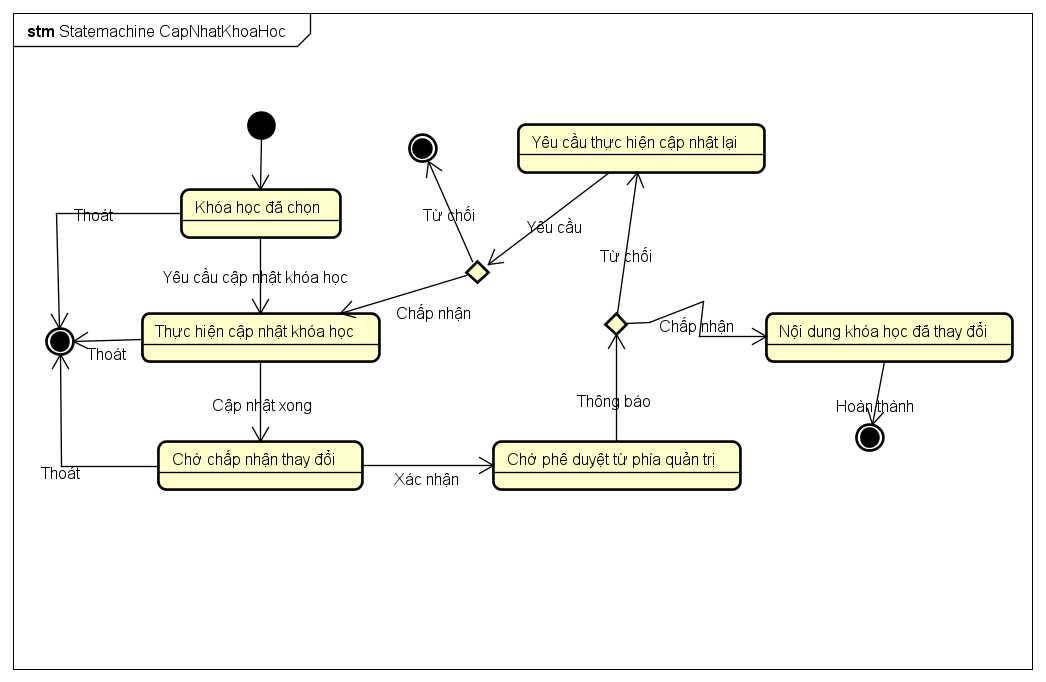 stm Statemachine CapNhatKhoaHoc
Yêu cầu thực hiện cập nhật lại
Khóa học đã chọn
Thoát
Từ chối
Yêu cầu
Từ chối
Yêu cầu cập nhật khóa học
Chấp nhận
Thực hiện cập nhật khóa học
Chấp nhận
Nội dung khóa học đã thay đổi
Thoát
Cập nhật xong
Thông báo
Hoàn thành
Chờ chấp nhận thay đổi
Chờ phê duyệt từ phía quản trị
Thoát
Xác nhận